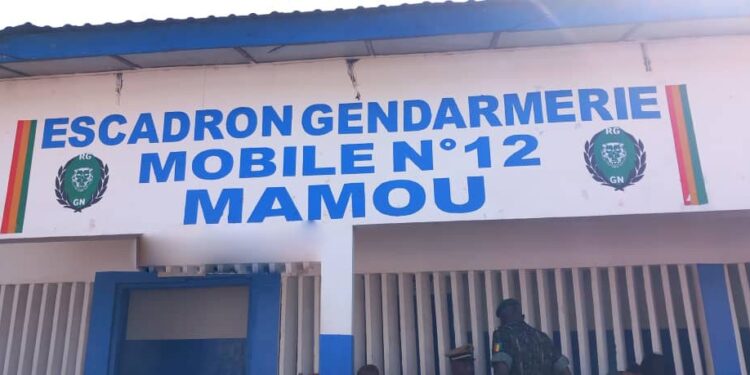 ESCADRON GENDARMERIE
MOBILE N°12
MAMOU
RG
GN
RG
GN